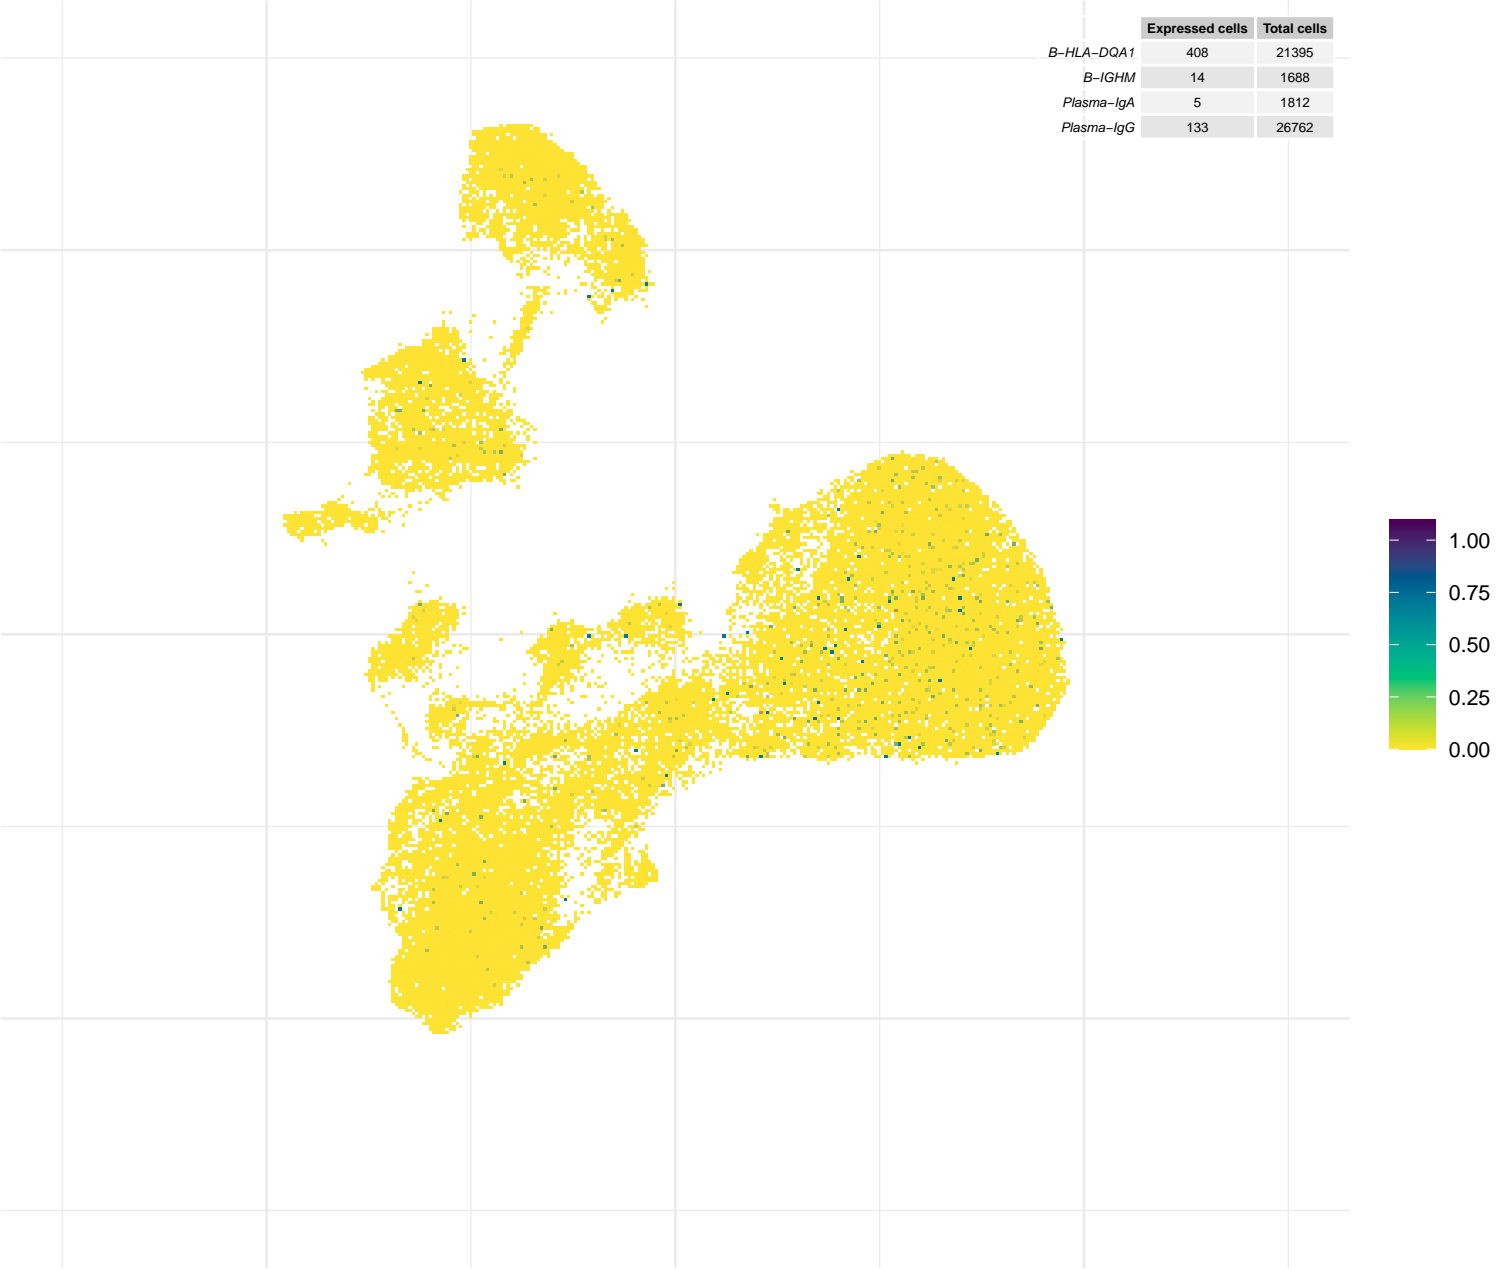 Expressed cells Total cells
B−HLA−DQA1 408 21395
B−IGHM 14 1688
Plasma−IgA 5 1812
Plasma−IgG 133 26762
1.00
0.75
0.50
0.25
0.00